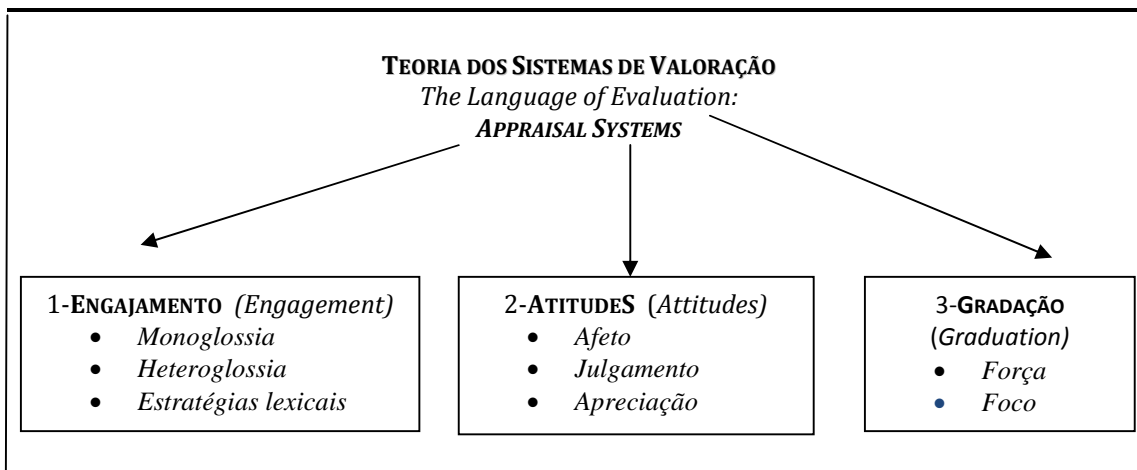 TEORIA DOS SISTEMAS DE VALORAÇÃO
The Language of Evaluation:
APPRAISAL SYSTEMS
1-ENGAJAMENTO (Engagement)
• Monoglossia
• Heteroglossia
• Estratégias lexicais
2-ATITUDES (Attitudes)
• Afeto
• Julgamento
• Apreciação
3-GRADAÇÃO
(Graduation)
• Força
• Foco